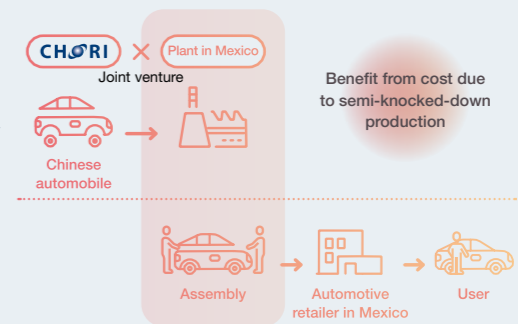 CHORI
Plant in Mexico
Joint venture
Benefit from cost due
to semi-knocked-down
production
Chinese
automobile
Assembly
Automotive
retailer in Mexico
User